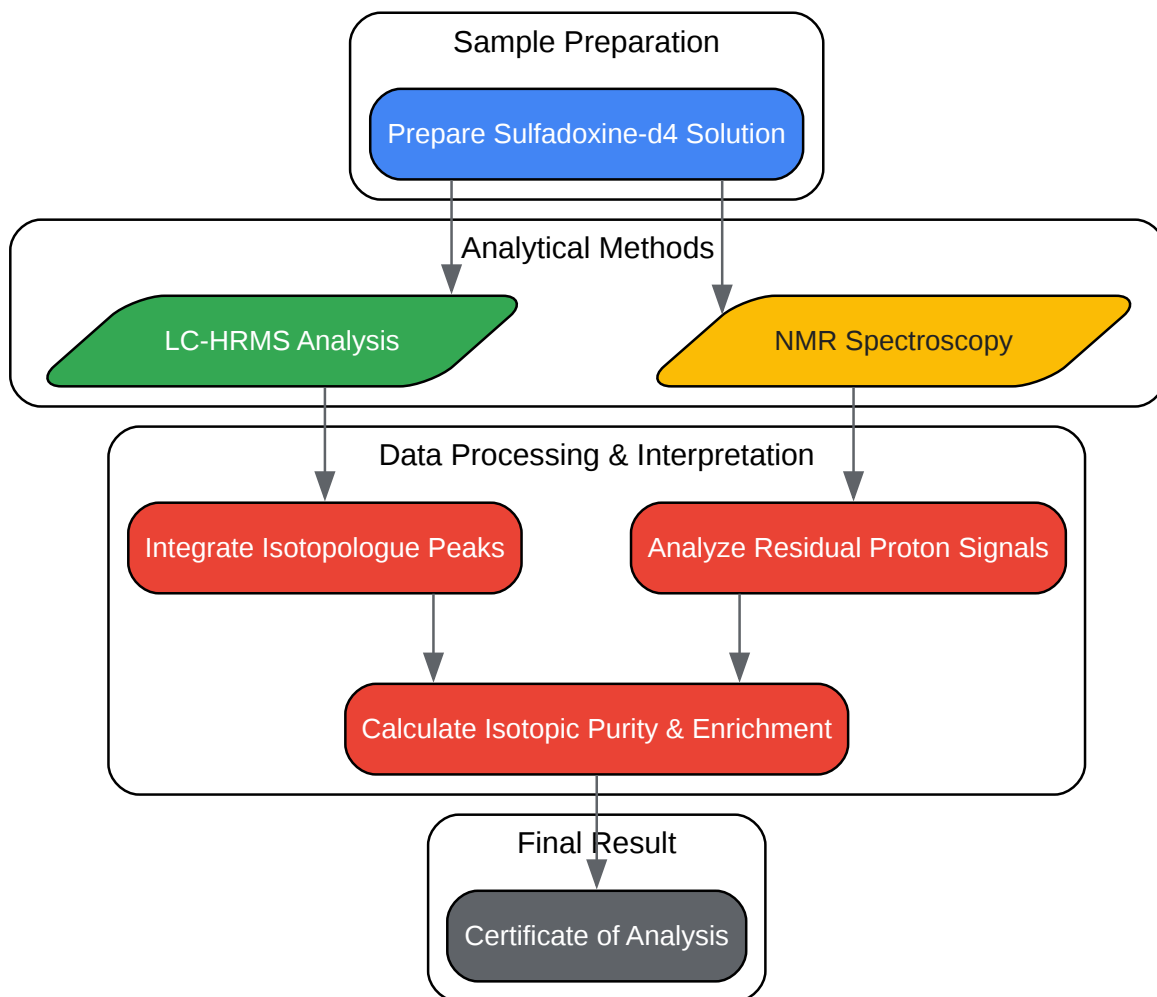 Sample Preparation
Prepare Sulfadoxine-d4 Solution
Analytical Methods
LC-HRMS Analysis
NMR Spectroscopy
Data Processing & Interpretation
Integrate Isotopologue Peaks
Analyze Residual Proton Signals
Calculate Isotopic Purity & Enrichment
Final Result
Certificate of Analysis